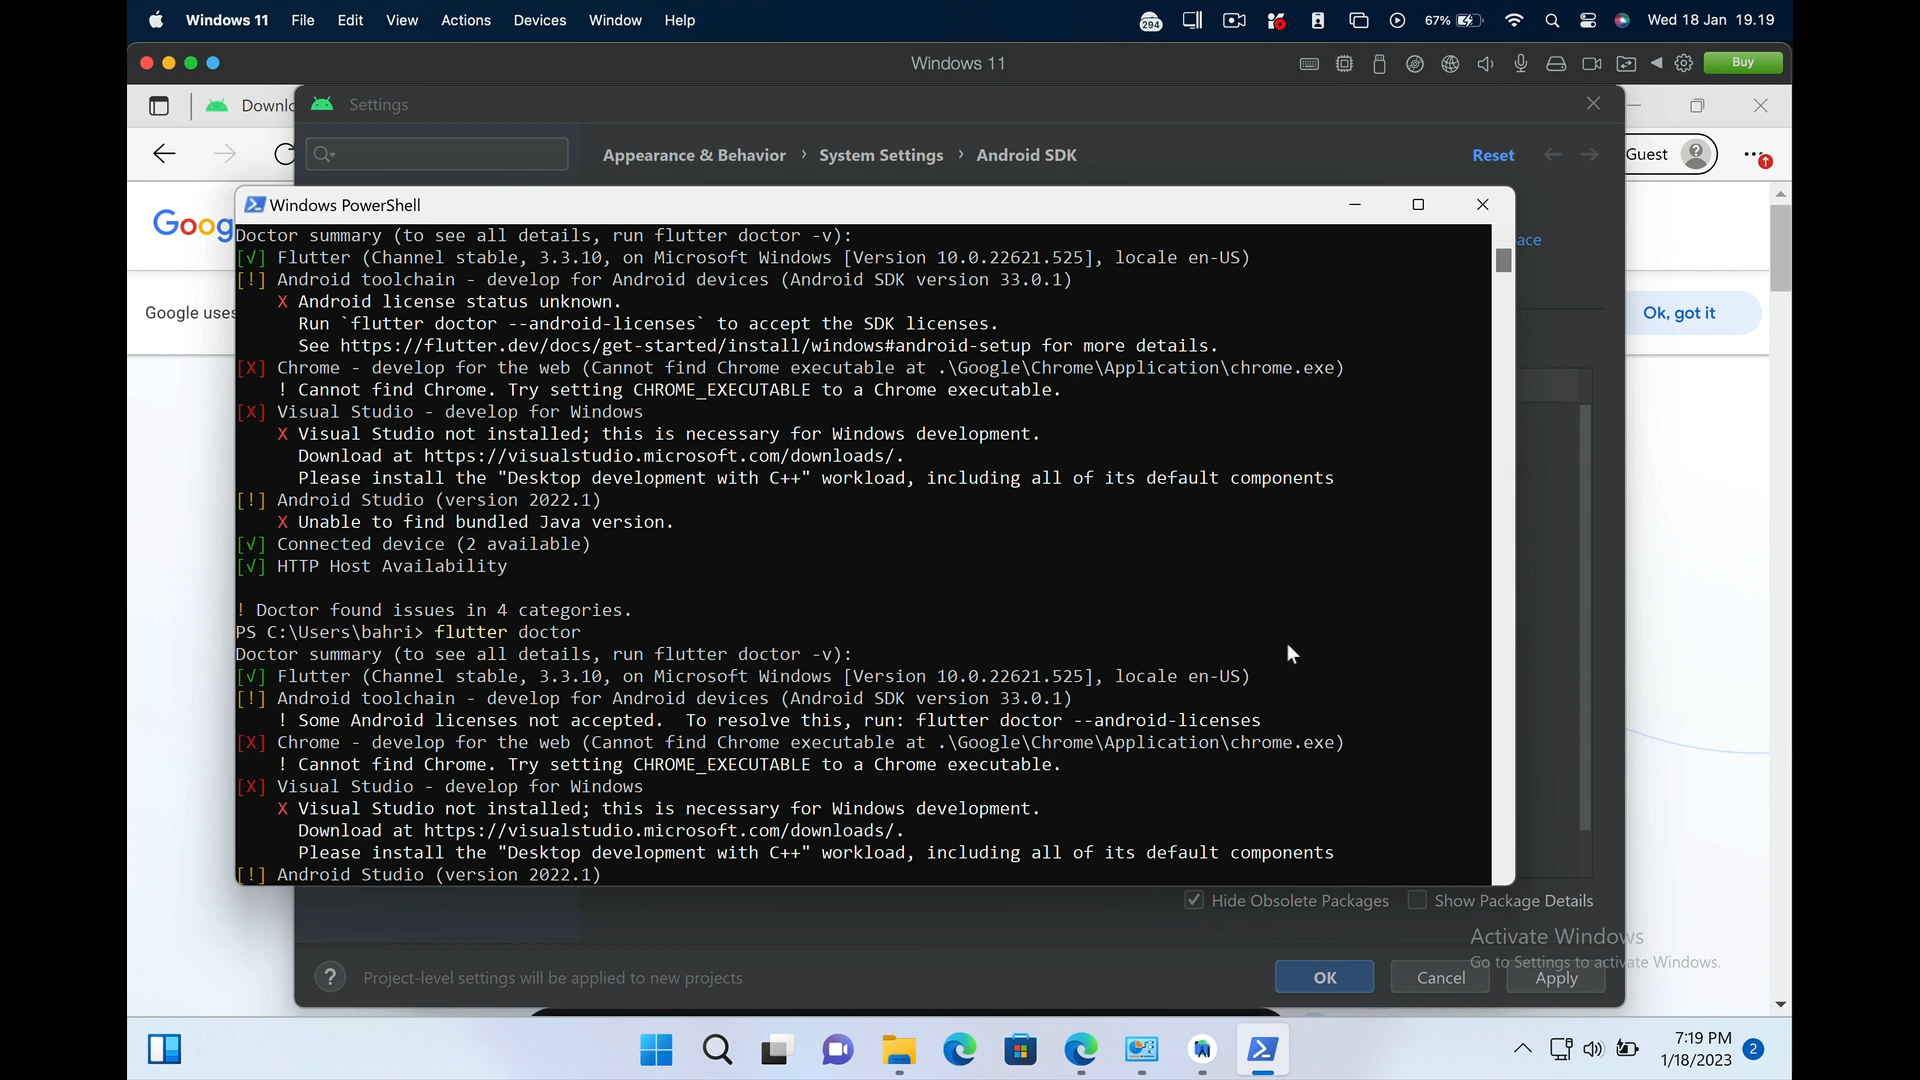 Windows 11 File Edit View Actions Devices Window Help 294 67% Wed 18 Jan 19.19
Windows 11 Buy
Downlo Settings
Appearance & Behavior › System Settings › Android SDK Reset Guest
Windows PowerShell
Goog
ace
Google uses
Ok, got it
Doctor summary (to see all details, run flutter doctor -v):
[√] Flutter (Channel stable, 3.3.10, on Microsoft Windows [Version 10.0.22621.525], locale en-US)
[!] Android toolchain - develop for Android devices (Android SDK version 33.0.1)
X Android license status unknown.
Run `flutter doctor --android-licenses` to accept the SDK licenses.
See https://flutter.dev/docs/get-started/install/windows#android-setup for more details.
[X] Chrome - develop for the web (Cannot find Chrome executable at .\Google\Chrome\Application\chrome.exe)
! Cannot find Chrome. Try setting CHROME_EXECUTABLE to a Chrome executable.
[X] Visual Studio - develop for Windows
X Visual Studio not installed; this is necessary for Windows development.
Download at https://visualstudio.microsoft.com/downloads/.
Please install the "Desktop development with C++" workload, including all of its default components
[!] Android Studio (version 2022.1)
X Unable to find bundled Java version.
[√] Connected device (2 available)
[√] HTTP Host Availability
! Doctor found issues in 4 categories.
PS C:\Users\bahri> flutter doctor
Doctor summary (to see all details, run flutter doctor -v):
[√] Flutter (Channel stable, 3.3.10, on Microsoft Windows [Version 10.0.22621.525], locale en-US)
[!] Android toolchain - develop for Android devices (Android SDK version 33.0.1)
! Some Android licenses not accepted. To resolve this, run: flutter doctor --android-licenses
[X] Chrome - develop for the web (Cannot find Chrome executable at .\Google\Chrome\Application\chrome.exe)
! Cannot find Chrome. Try setting CHROME_EXECUTABLE to a Chrome executable.
[X] Visual Studio - develop for Windows
X Visual Studio not installed; this is necessary for Windows development.
Download at https://visualstudio.microsoft.com/downloads/.
Please install the "Desktop development with C++" workload, including all of its default components
[!] Android Studio (version 2022.1)
Hide Obsolete Packages Show Package Details
Activate Windows
Go to Settings to activate Windows.
? Project-level settings will be applied to new projects OK Cancel Apply
7:19 PM
1/18/2023 2